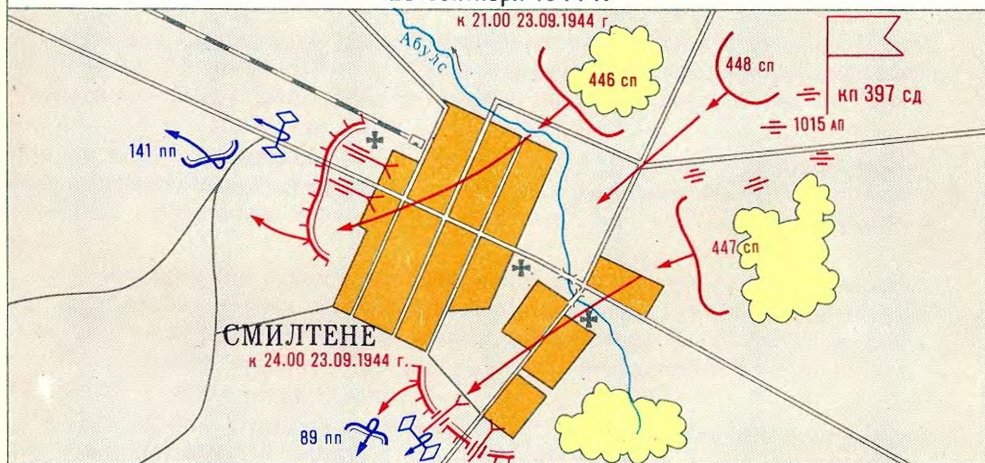 к 21.00 23.09.1944 г
Абулс
446 сп
448 сп
кп 397 сд
1015 АП
141 пп
447 сп
СМИЛТЕНЕ
к 24.00 23.09.1944 г.
89 пп